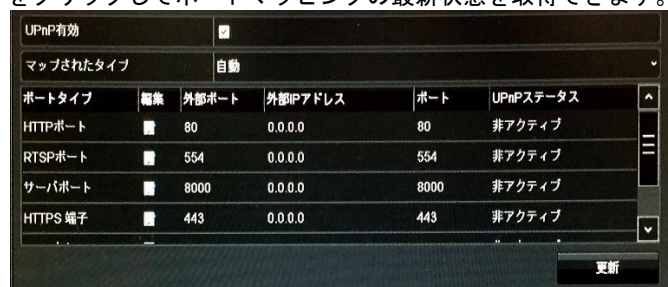 をクリックしてポートマッピングの最新状態を取得できます。
UPnP有効
マップされたタイプ 自動
ポートタイプ 編集 外部ポート 外部IPアドレス ポート UPnPステータス
HTTPポート 80 0.0.0.0 80 非アクティブ
RTSPポート 554 0.0.0.0 554 非アクティブ
サーバポート 8000 0.0.0.0 8000 非アクティブ
HTTPS 端子 443 0.0.0.0 443 非アクティブ
更新